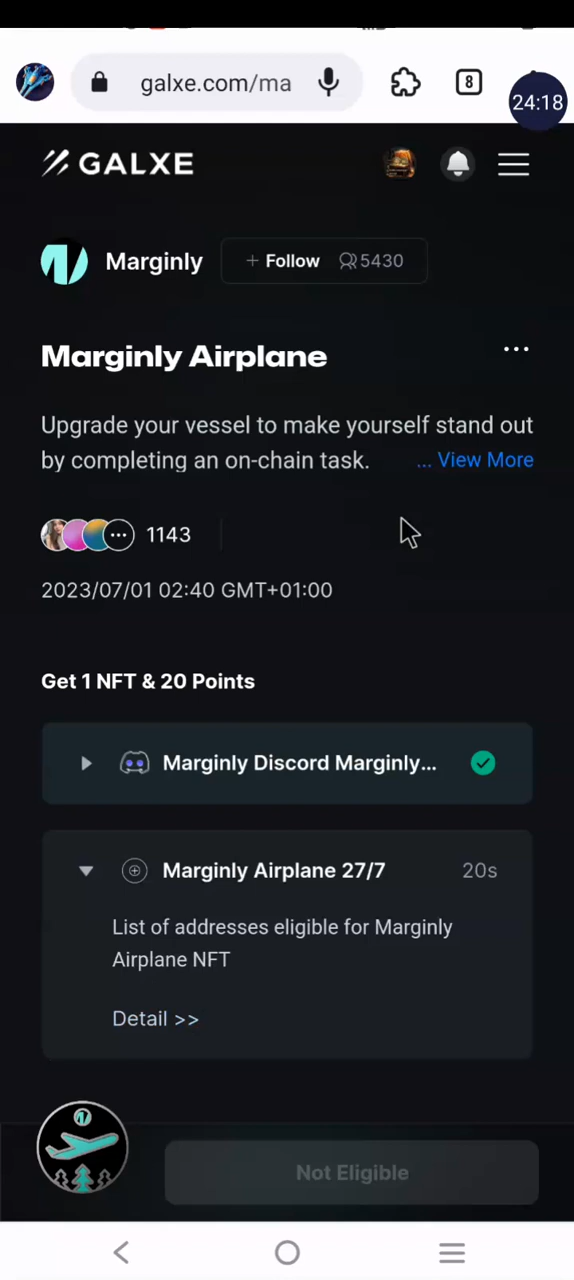 galxe.com/ma
8
24:18
GALXE
Marginly
+ Follow 5430
Marginly Airplane
...
Upgrade your vessel to make yourself stand out
by completing an on-chain task. ... View More
1143
2023/07/01 02:40 GMT+01:00
Get 1 NFT & 20 Points
Marginly Discord Marginly...
Marginly Airplane 27/7 20s
List of addresses eligible for Marginly
Airplane NFT
Detail >>
Not Eligible